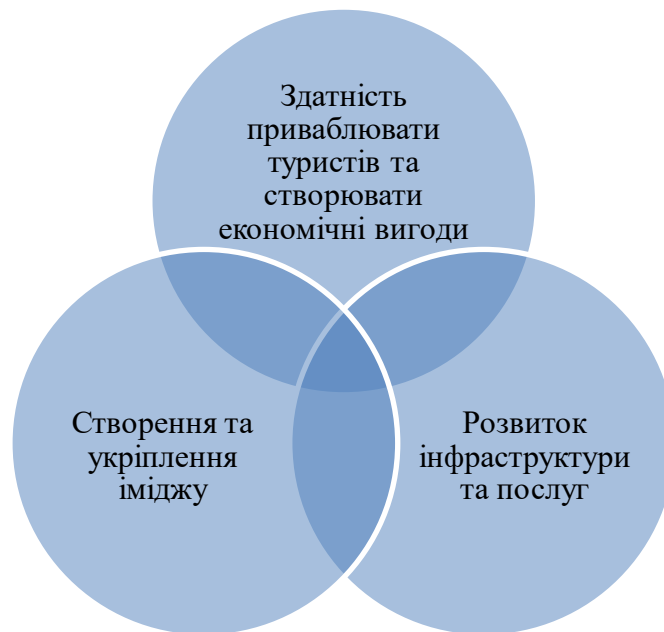 Здатність
приваблювати
туристів та
створювати
економічні вигоди
Створення та
укріплення
іміджу
Розвиток
інфраструктури
та послуг